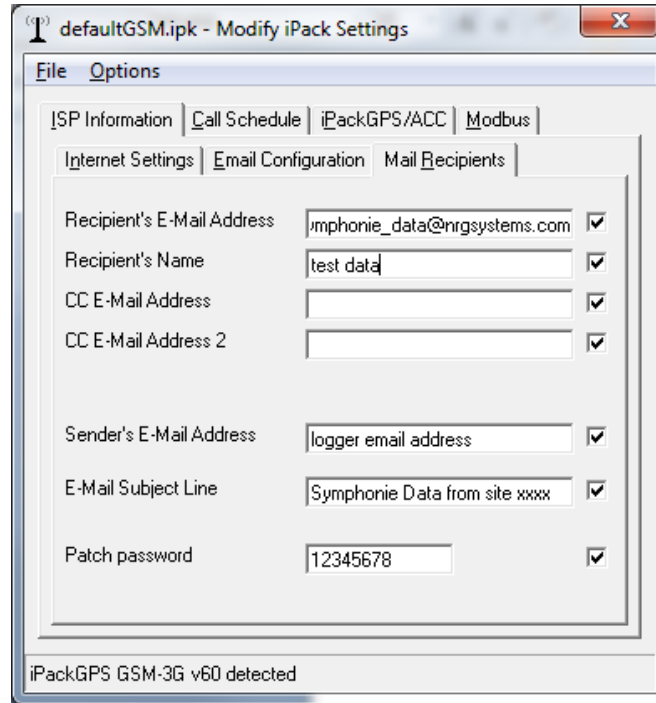 defaultGSM.ipk - Modify iPack Settings
File Options
ISP Information Call Schedule iPackGPS/ACC Modbus
Internet Settings Email Configuration Mail Recipients
Recipient's E-Mail Address ymphonie_data@nrgsystems.com
Recipient's Name test data
CC E-Mail Address
CC E-Mail Address 2
Sender's E-Mail Address logger email address
E-Mail Subject Line Symphonie Data from site xxxx
Patch password 12345678
iPackGPS GSM-3G v60 detected